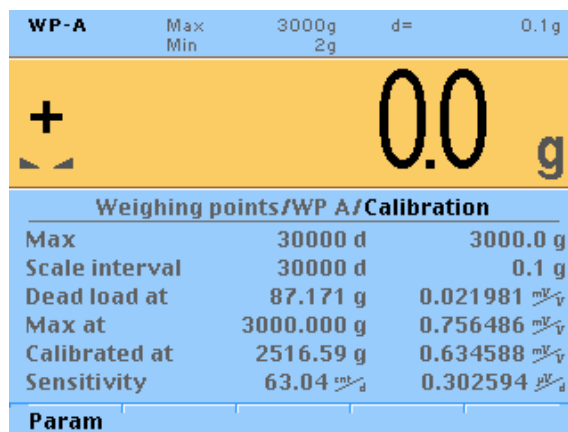 WP-A Max 3000g d= 0.1g
Min 2g
+ 0.0 g
Weighing points/WP A/Calibration
Max 30000 d 3000.0 g
Scale interval 30000 d 0.1 g
Dead load at 87.171 g 0.021981 mV/V
Max at 3000.000 g 0.756486 mV/V
Calibrated at 2516.59 g 0.634588 mV/V
Sensitivity 63.04 cnt/d 0.302594 µV/d
Param